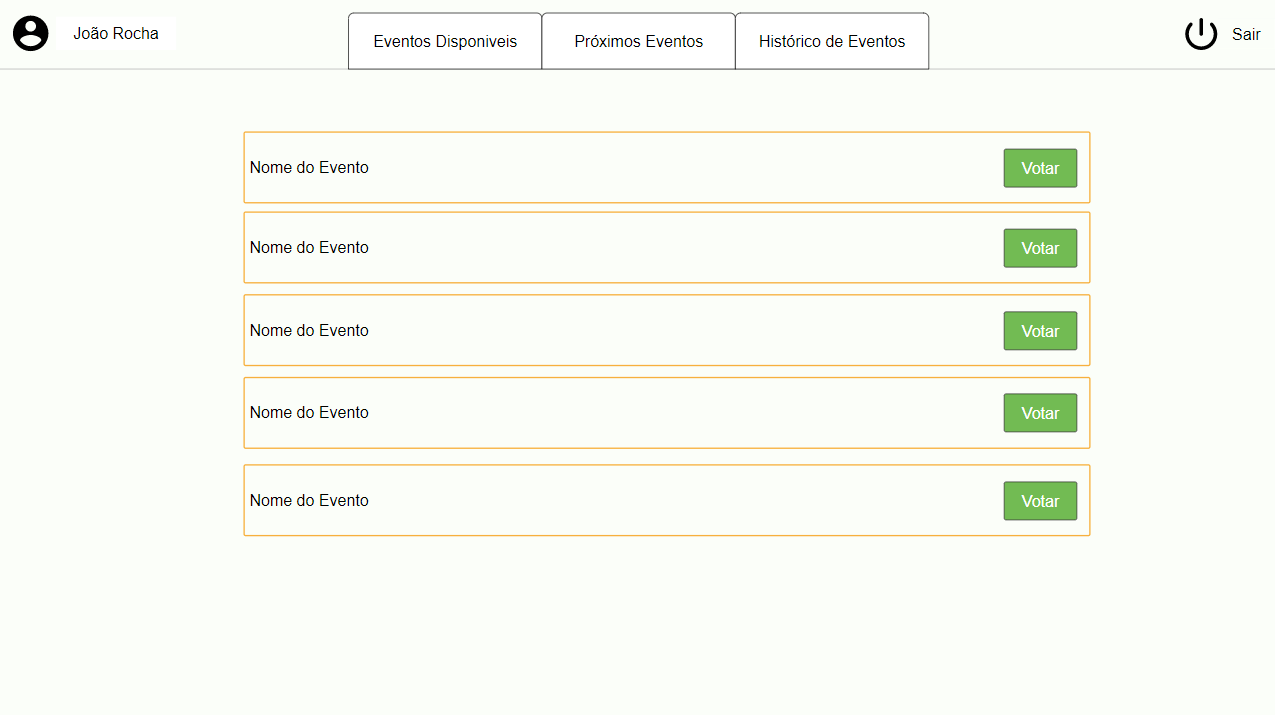 João Rocha
Eventos Disponiveis
Próximos Eventos
Histórico de Eventos
Sair
Nome do Evento
Votar
Nome do Evento
Votar
Nome do Evento
Votar
Nome do Evento
Votar
Nome do Evento
Votar